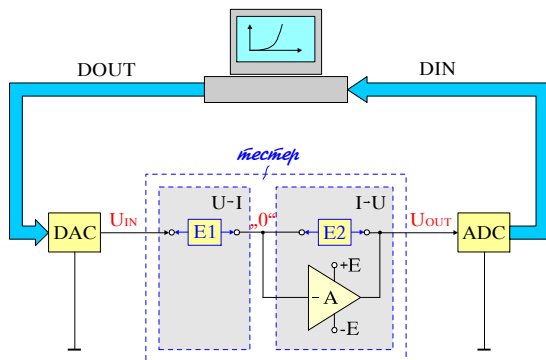 DOUT
DIN
тестер
U-I
I-U
DAC
UIN
E1
„0“
E2
UOUT
ADC
+E
-A
-E